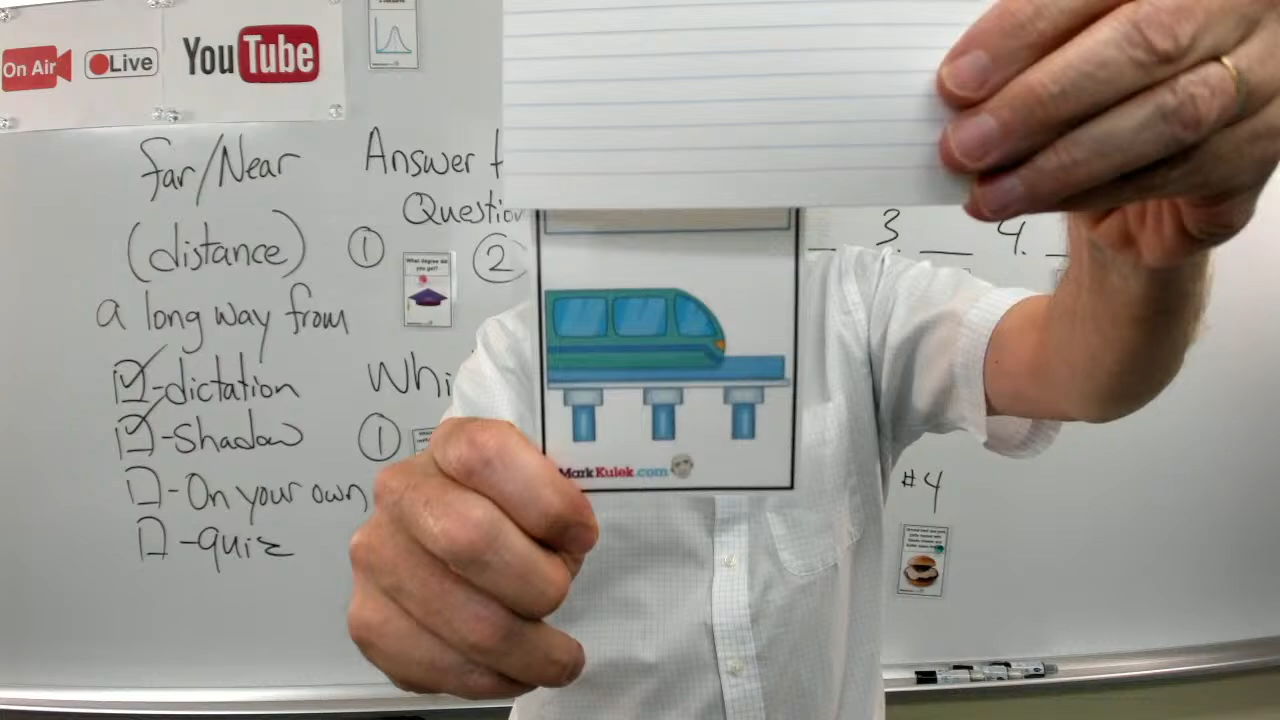 On Air
Live
YouTube
far/Near
(distance)
a long way from
-dictation
-Shadow
-On your own
-quiz
Answer t
Question
1
2
What degree did
you get?
Whi
1
3. 4.
#4
MarkKulek.com